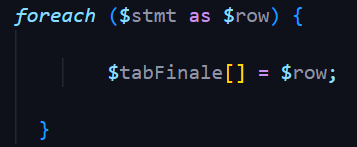 foreach ($stmt as $row) {
$tabFinale[] = $row;
}